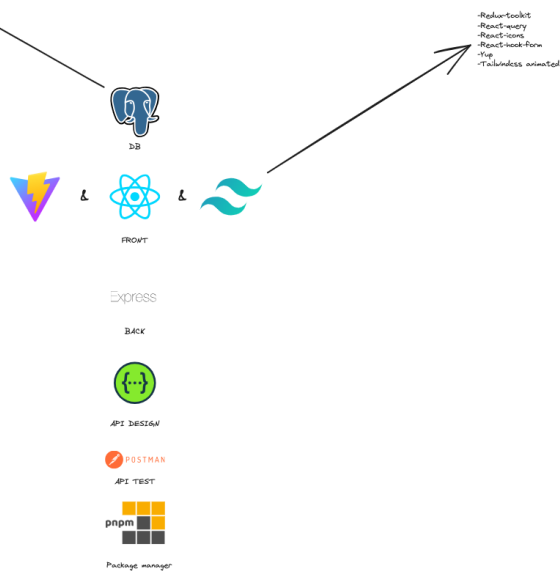 -Redux-toolkit
-React-query
-React-icons
-React-hook-form
-Yup
-Tailwindcss animated
DB
& &
FRONT
Express
BACK
{···}
API DESIGN
POSTMAN
API TEST
pnpm
Package manager